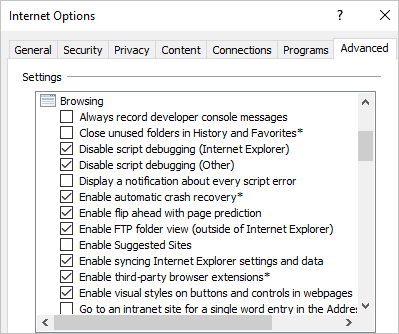 Internet Options
General Security Privacy Content Connections Programs Advanced
Settings
Browsing
Always record developer console messages
Close unused folders in History and Favorites*
Disable script debugging (Internet Explorer)
Disable script debugging (Other)
Display a notification about every script error
Enable automatic crash recovery*
Enable flip ahead with page prediction
Enable FTP folder view (outside of Internet Explorer)
Enable Suggested Sites
Enable syncing Internet Explorer settings and data
Enable third-party browser extensions*
Enable visual styles on buttons and controls in webpages
Go to an intranet site for a single word entry in the Addre